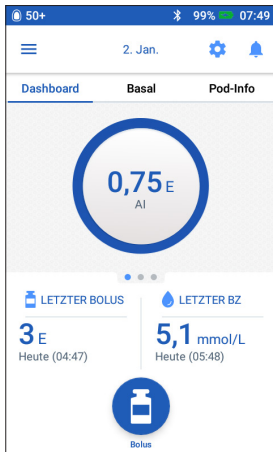 50+ 99% 07:49
2. Jan.
Dashboard Basal Pod-Info
0,75 E
AI
LETZTER BOLUS LETZTER BZ
3 E 5,1 mmol/L
Heute (04:47) Heute (05:48)
Bolus